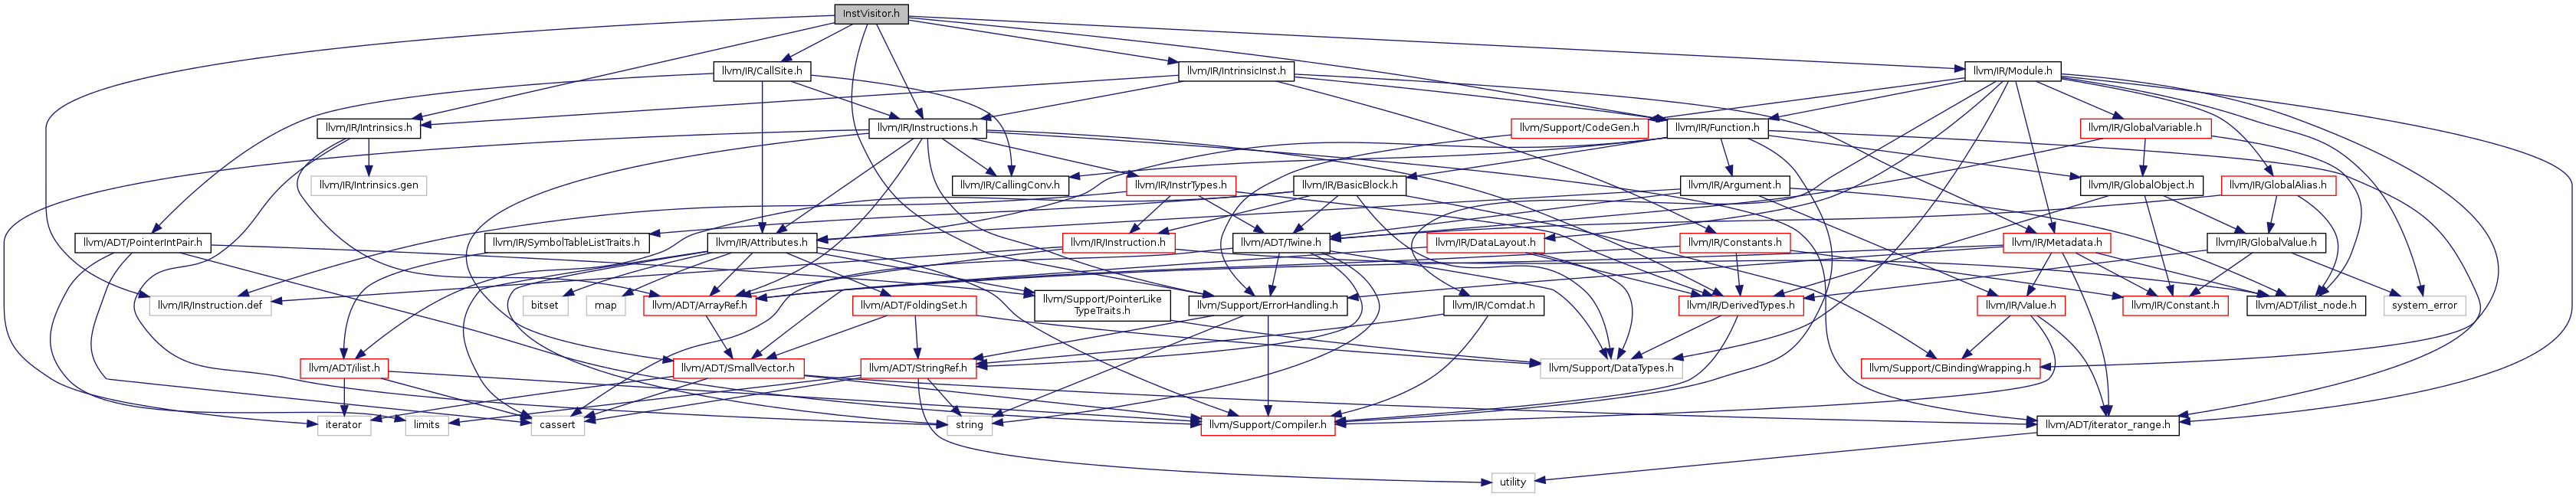 InstVisitor.h
llvm/IR/CallSite.h
llvm/IR/IntrinsicInst.h
llvm/IR/Module.h
llvm/IR/Intrinsics.h
llvm/IR/Instructions.h
llvm/Support/CodeGen.h
llvm/IR/Function.h
llvm/IR/GlobalVariable.h
llvm/IR/Intrinsics.gen
llvm/IR/CallingConv.h
llvm/IR/InstrTypes.h
llvm/IR/BasicBlock.h
llvm/IR/Argument.h
llvm/IR/GlobalObject.h
llvm/IR/GlobalAlias.h
llvm/ADT/PointerIntPair.h
llvm/IR/SymbolTableListTraits.h
llvm/IR/Attributes.h
llvm/IR/Instruction.h
llvm/ADT/Twine.h
llvm/IR/DataLayout.h
llvm/IR/Constants.h
llvm/IR/Metadata.h
llvm/IR/GlobalValue.h
llvm/IR/Instruction.def
bitset
map
llvm/ADT/ArrayRef.h
llvm/ADT/FoldingSet.h
llvm/Support/PointerLike
TypeTraits.h
llvm/Support/ErrorHandling.h
llvm/IR/Comdat.h
llvm/IR/DerivedTypes.h
llvm/IR/Value.h
llvm/IR/Constant.h
llvm/ADT/ilist_node.h
system_error
llvm/ADT/ilist.h
llvm/ADT/SmallVector.h
llvm/ADT/StringRef.h
llvm/Support/DataTypes.h
llvm/Support/CBindingWrapping.h
iterator
limits
cassert
string
llvm/Support/Compiler.h
llvm/ADT/iterator_range.h
utility